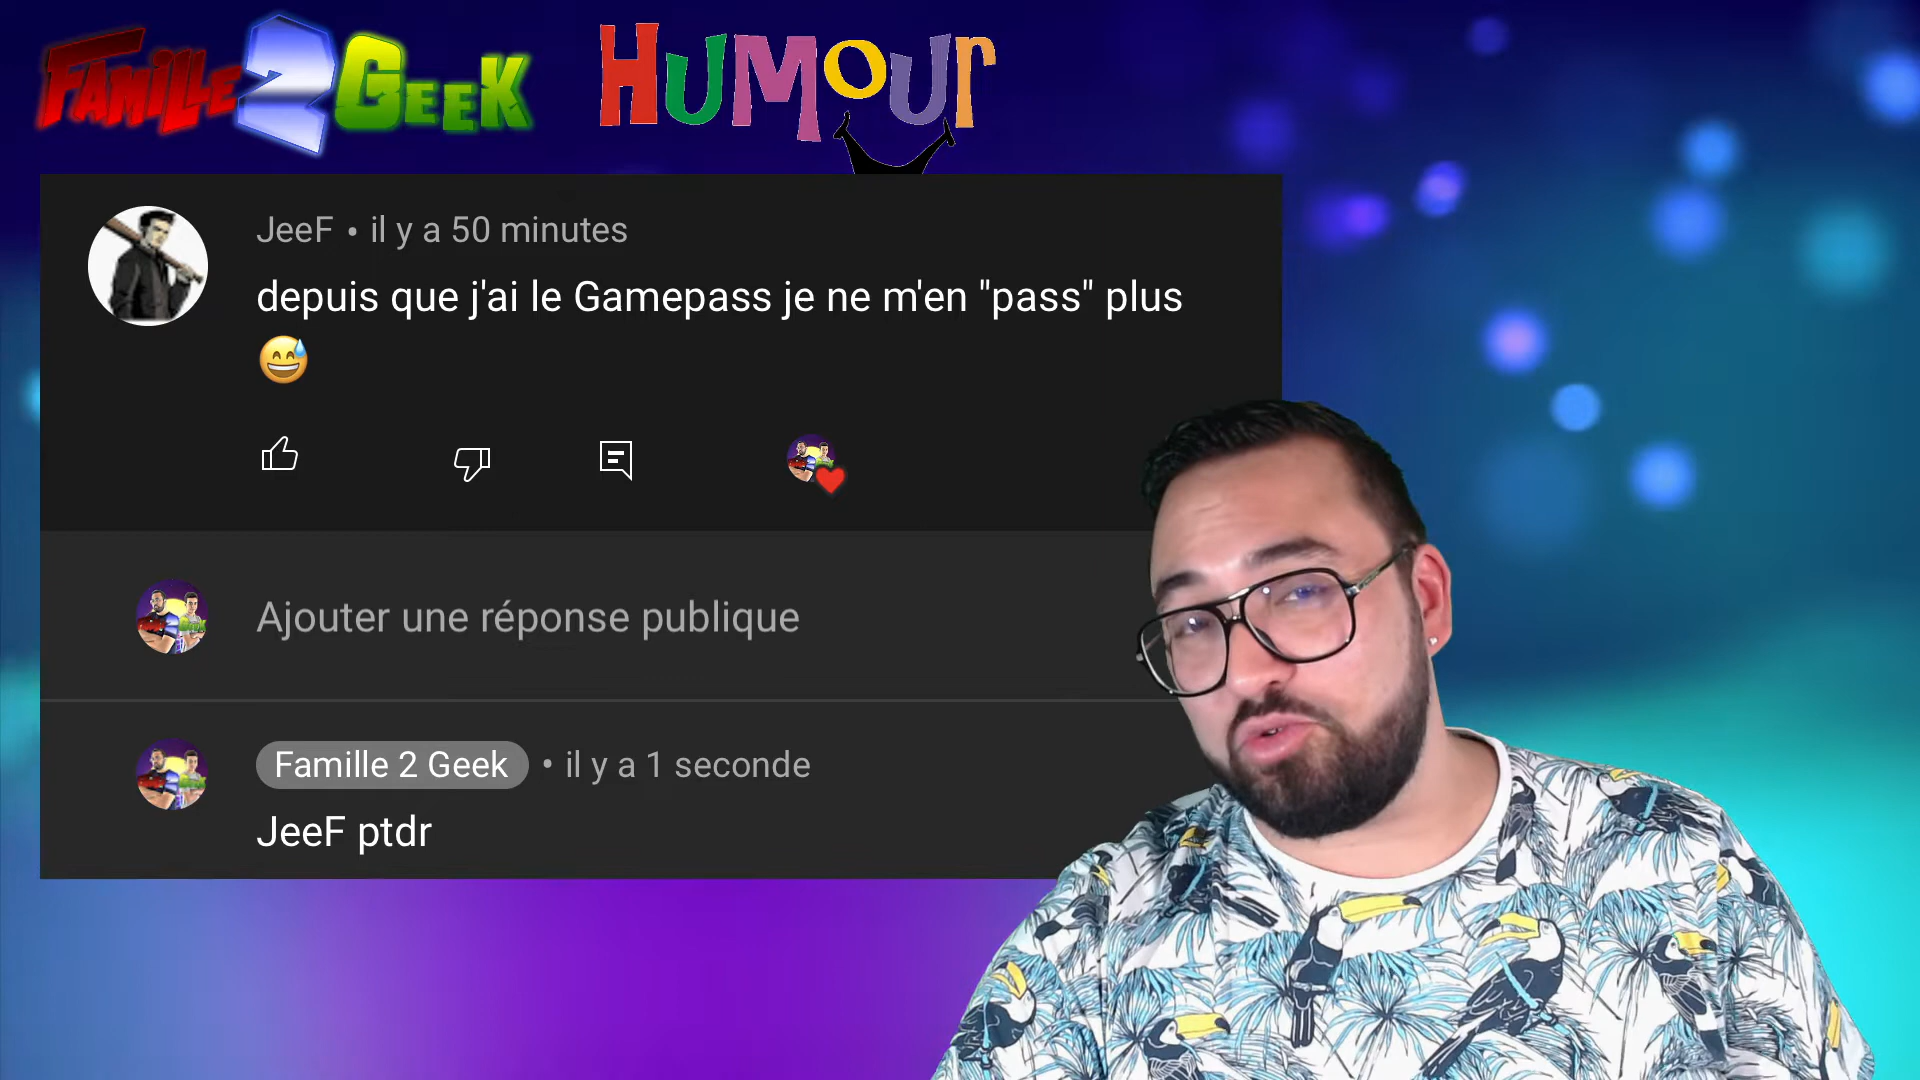 FAMILLE 2 GEEK
HUMOUr
JeeF • il y a 50 minutes
depuis que j'ai le Gamepass je ne m'en "pass" plus
😅
Ajouter une réponse publique
Famille 2 Geek • il y a 1 seconde
JeeF ptdr